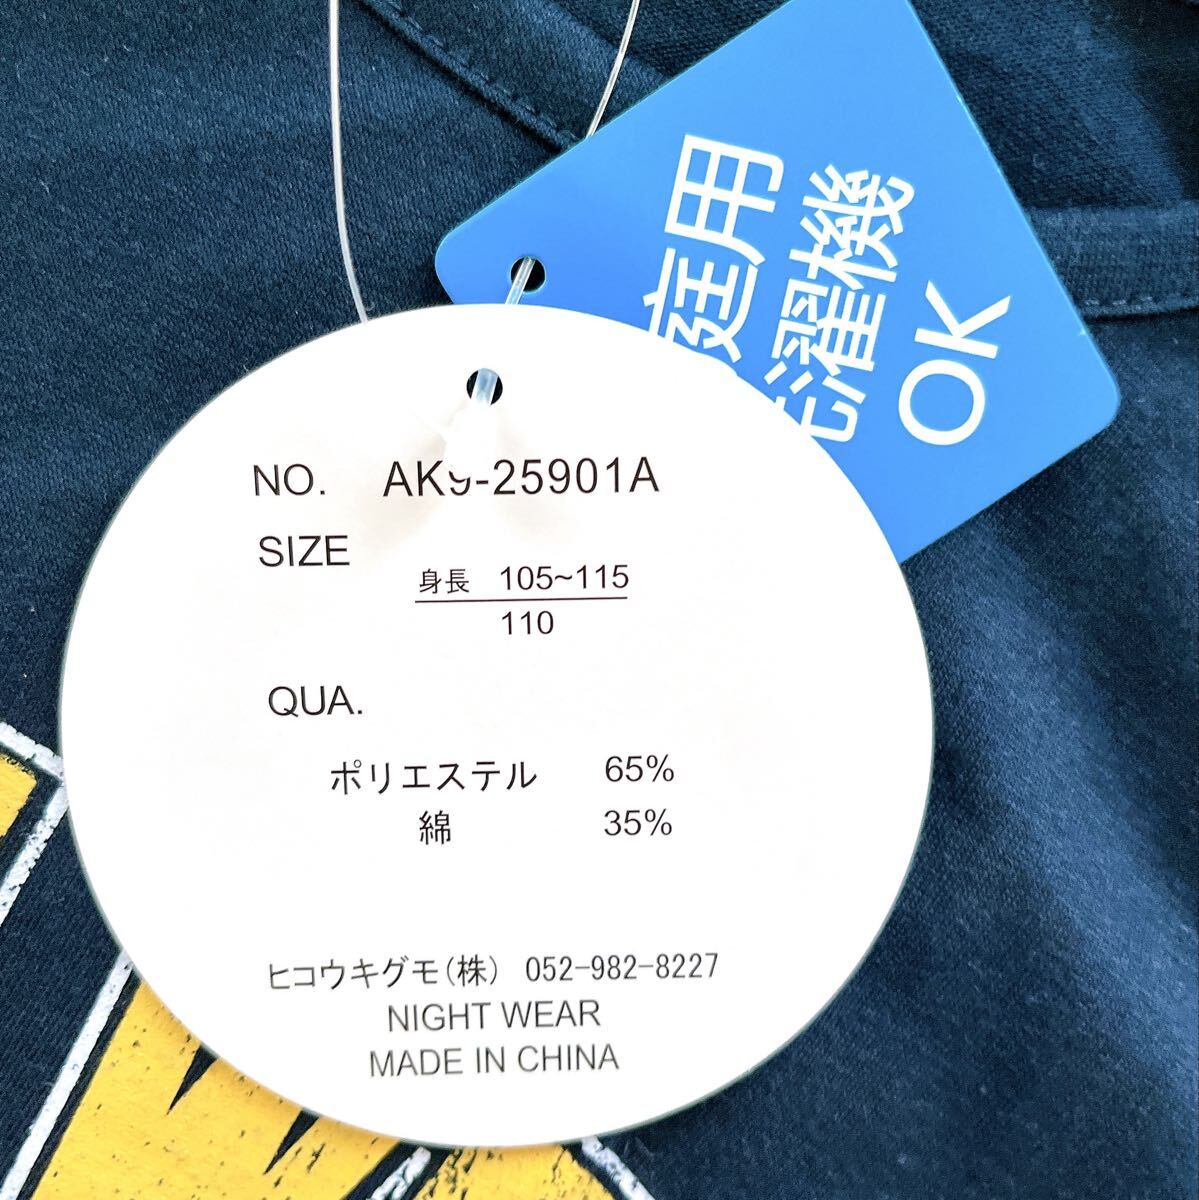 NO. AK9-25901A
SIZE
身長 105~115
110
QUA.
ポリエステル 65%
綿 35%
ヒコウキグモ(株) 052-982-8227
NIGHT WEAR
MADE IN CHINA
庭用
濯機
OK